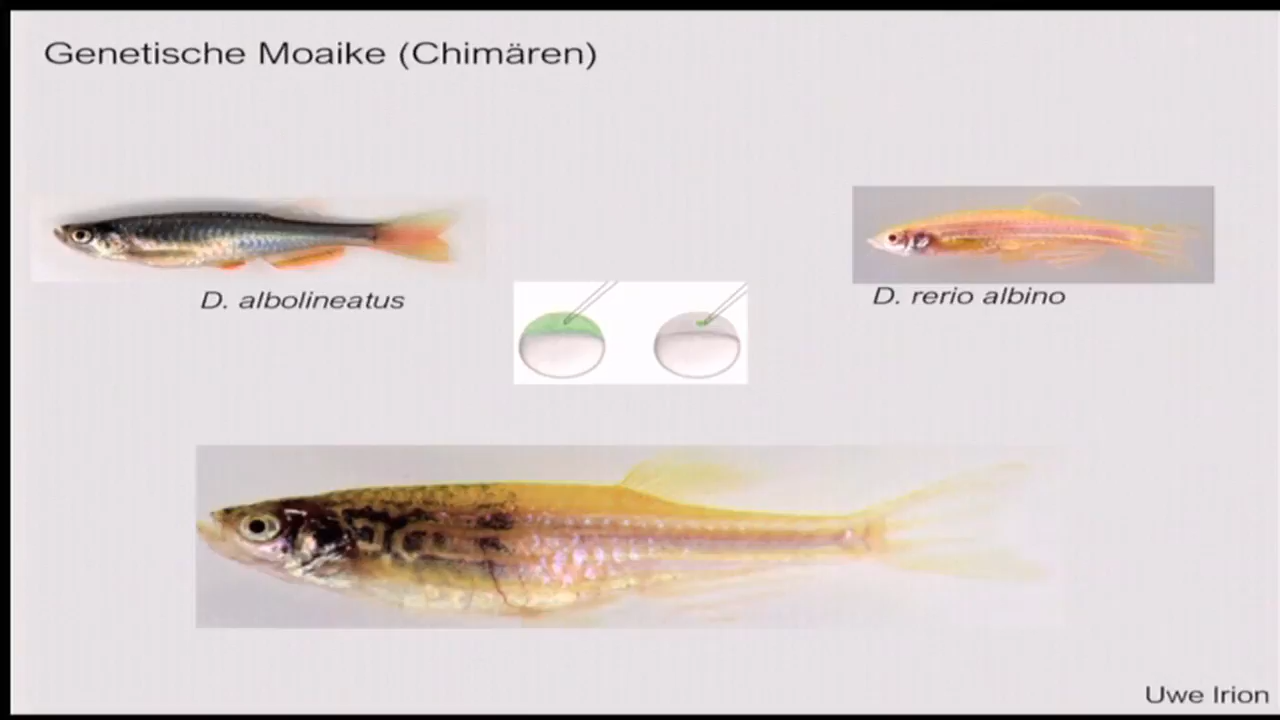 Genetische Moaike (Chimären)
D. albolineatus
D. rerio albino
Uwe Irion